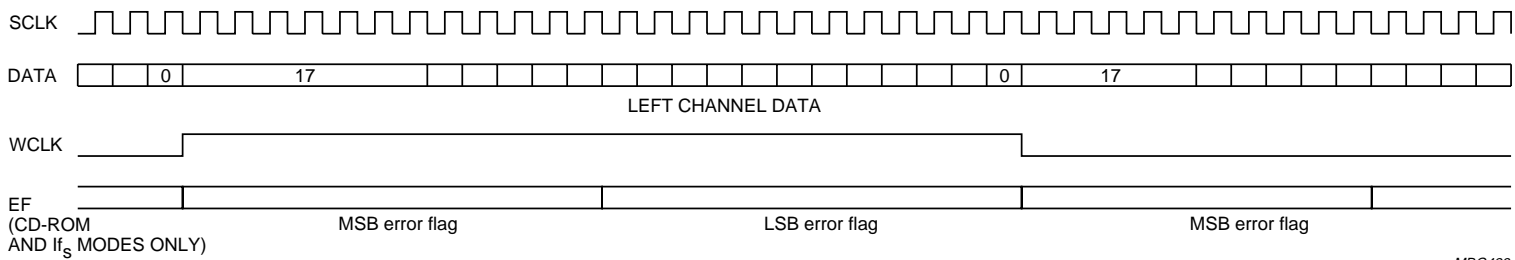 SCLK
DATA 0 17 0 17
LEFT CHANNEL DATA
WCLK
EF
(CD-ROM
AND Ifs MODES ONLY)
MSB error flag LSB error flag MSB error flag